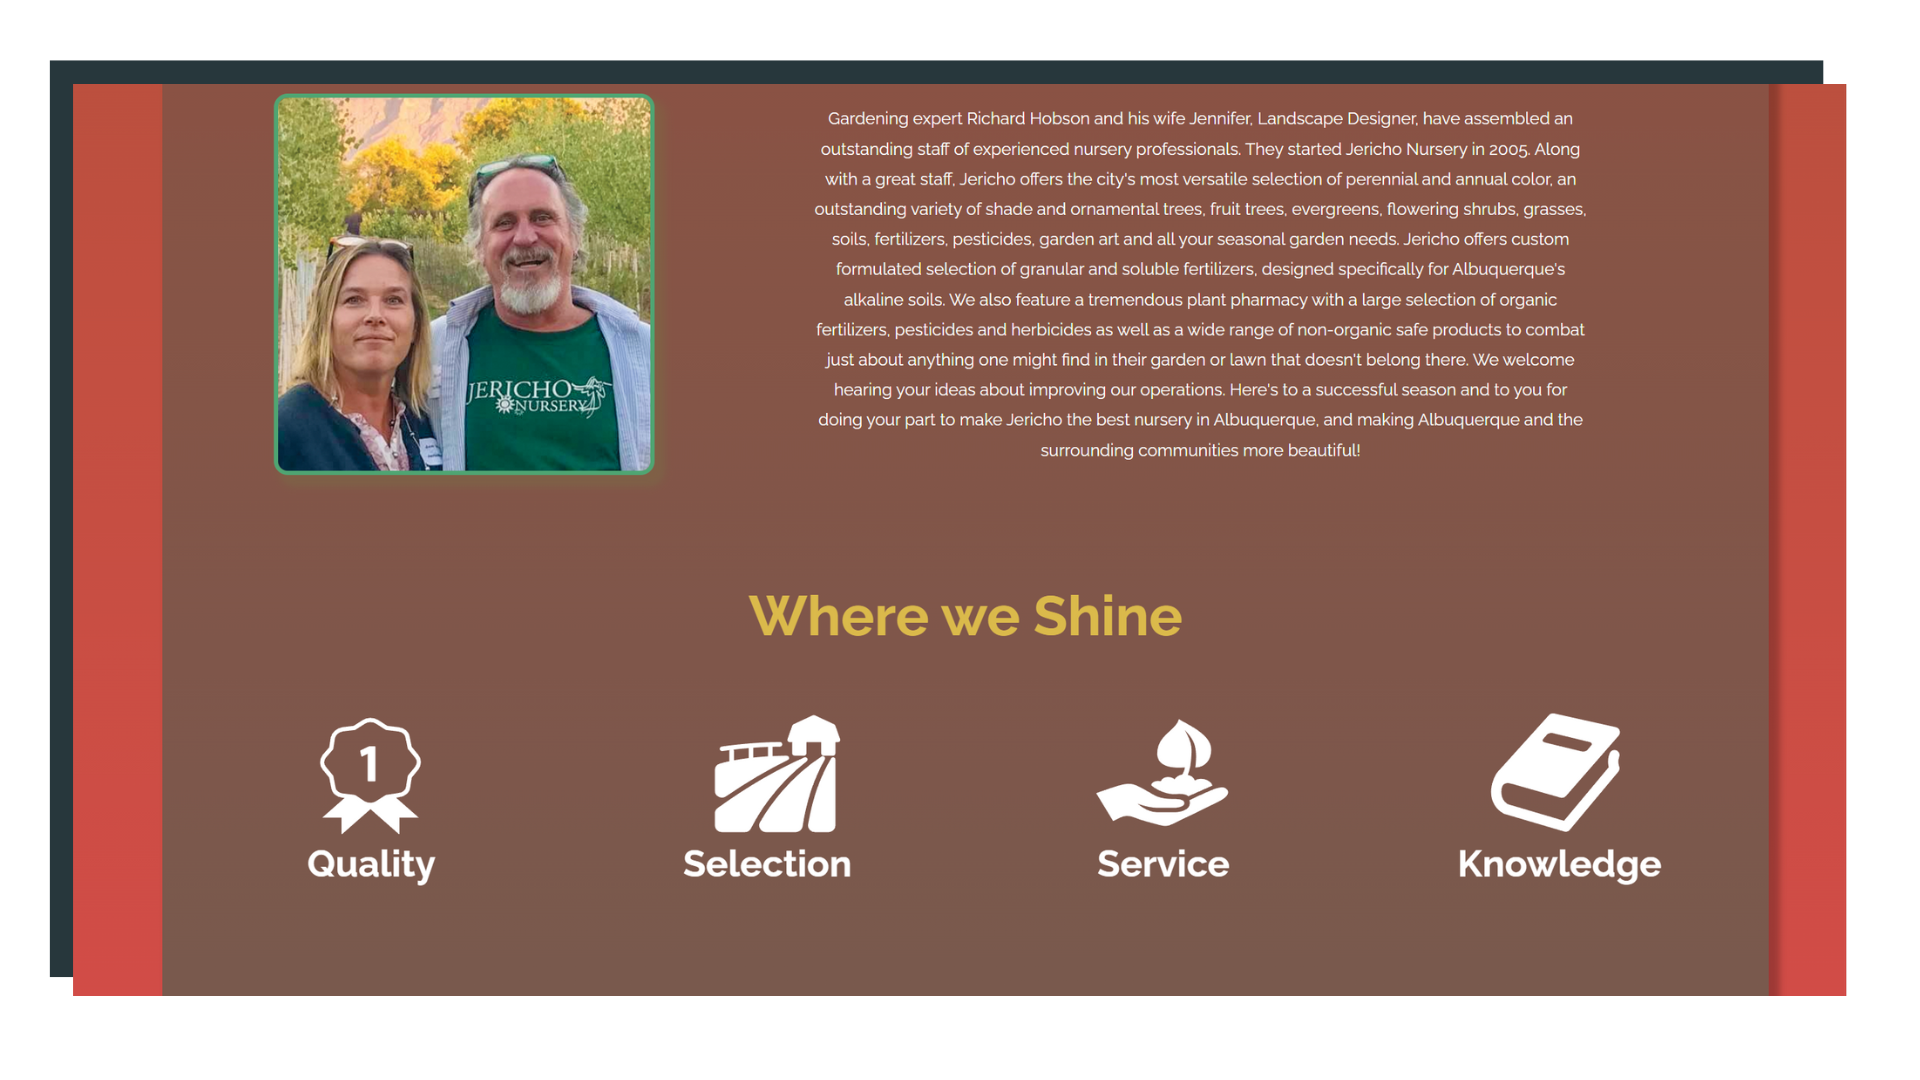 Gardening expert Richard Hobson and his wife Jennifer, Landscape Designer, have assembled an
outstanding staff of experienced nursery professionals. They started Jericho Nursery in 2005. Along
with a great staff, Jericho offers the city's most versatile selection of perennial and annual color, an
outstanding variety of shade and ornamental trees, fruit trees, evergreens, flowering shrubs, grasses,
soils, fertilizers, pesticides, garden art and all your seasonal garden needs. Jericho offers custom
formulated selection of granular and soluble fertilizers, designed specifically for Albuquerque's
alkaline soils. We also feature a tremendous plant pharmacy with a large selection of organic
fertilizers, pesticides and herbicides as well as a wide range of non-organic safe products to combat
just about anything one might find in their garden or lawn that doesn't belong there. We welcome
hearing your ideas about improving our operations. Here's to a successful season and to you for
doing your part to make Jericho the best nursery in Albuquerque, and making Albuquerque and the
surrounding communities more beautiful!
JERICHO
NURSERY
Where we Shine
1
Quality
Selection
Service
Knowledge